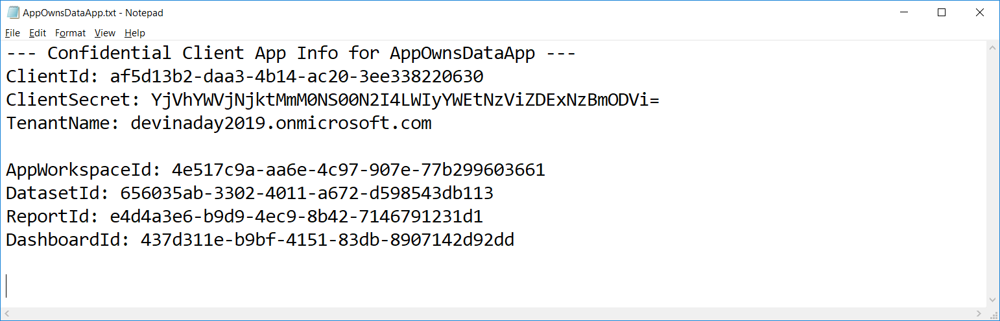 AppOwnsDataApp.txt - Notepad
File Edit Format View Help
--- Confidential Client App Info for AppOwnsDataApp ---
ClientId: af5d13b2-daa3-4b14-ac20-3ee338220630
ClientSecret: YjVhYWVjNjktMmM0NS00N2I4LWIyYWEtNzViZDExNzBmODVi=
TenantName: devinaday2019.onmicrosoft.com
AppWorkspaceId: 4e517c9a-aa6e-4c97-907e-77b299603661
DatasetId: 656035ab-3302-4011-a672-d598543db113
ReportId: e4d4a3e6-b9d9-4ec9-8b42-7146791231d1
DashboardId: 437d311e-b9bf-4151-83db-8907142d92dd